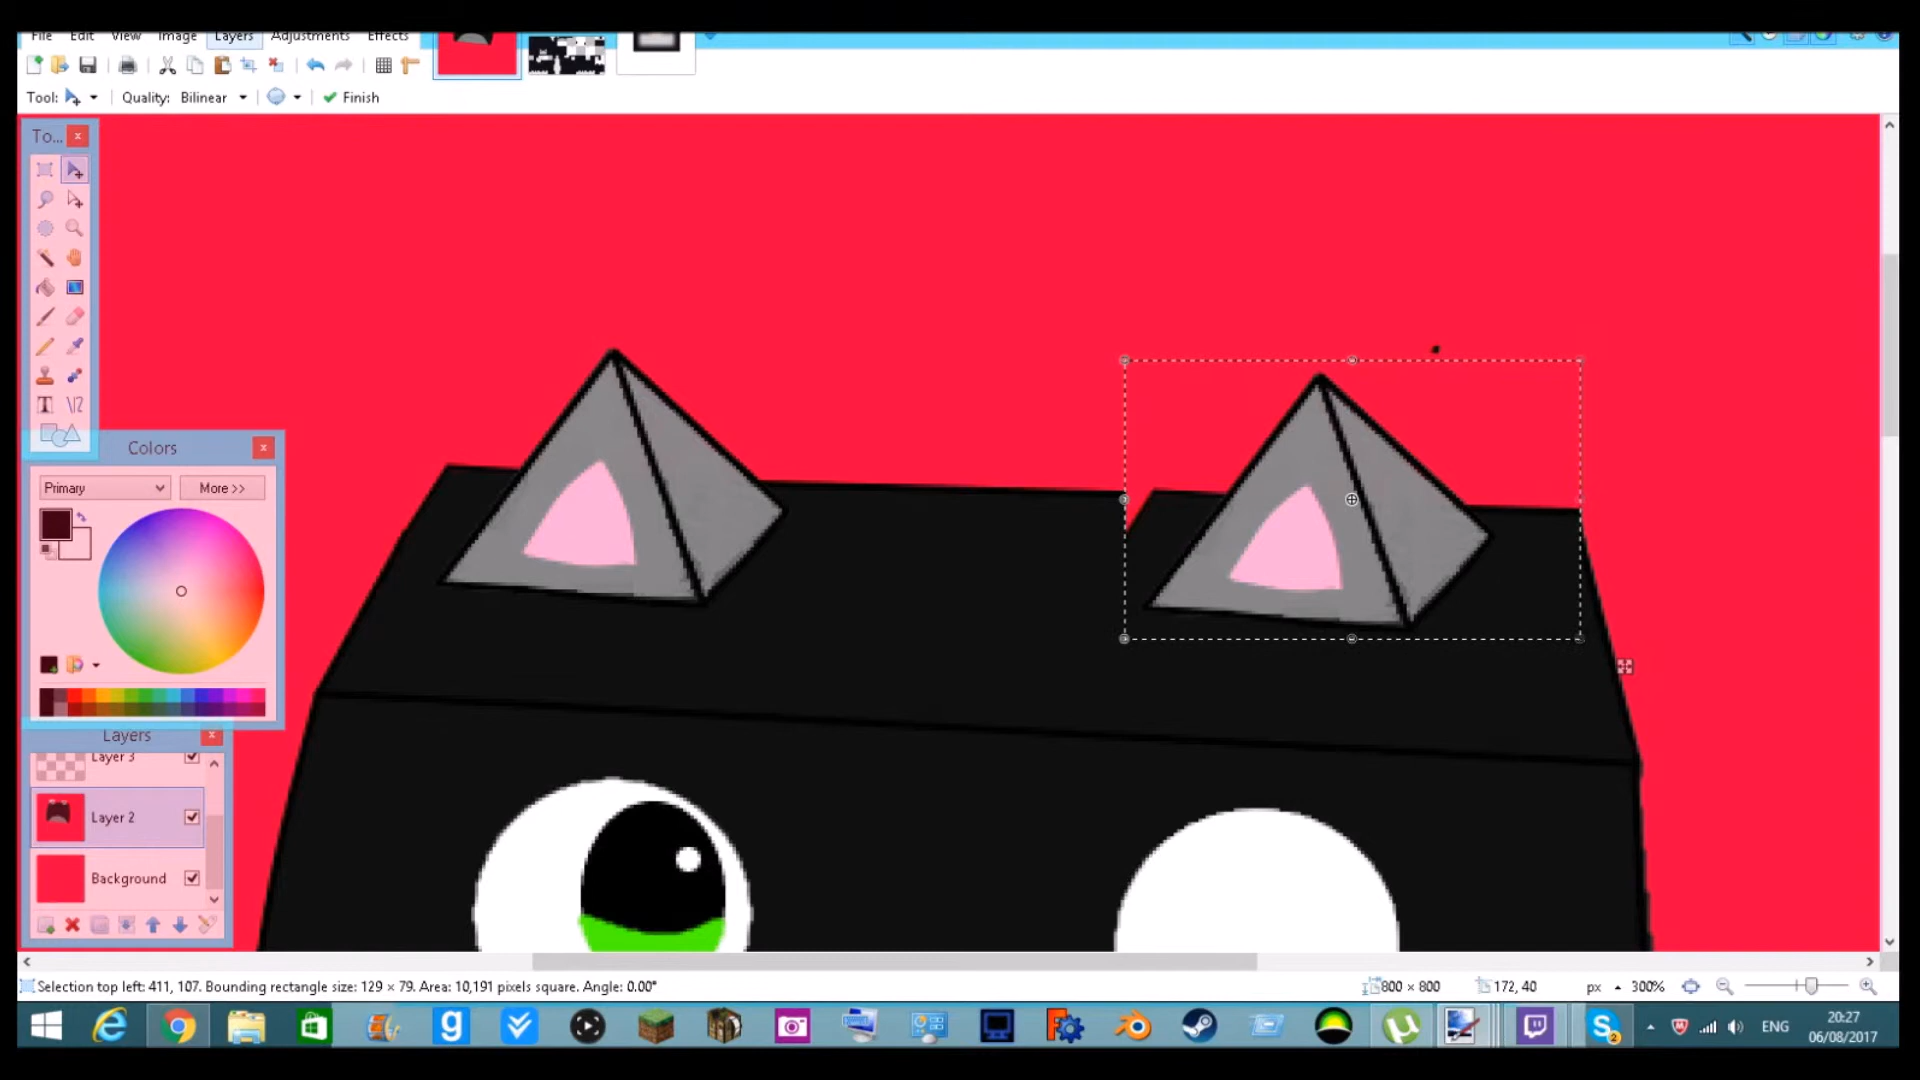 File Edit View Image Layers Adjustments Effects
Tool: Quality: Bilinear Finish
To...
Colors
Primary More >>
Layers
Layer 3
Layer 2
Background
Selection top left: 411, 107. Bounding rectangle size: 129 × 79. Area: 10,191 pixels square. Angle: 0.00°
800 × 800 172, 40 px 300%
ENG
20:27
06/08/2017